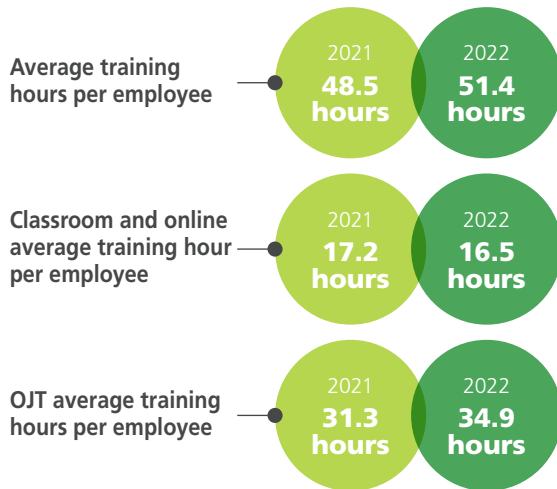 Average training
hours per employee
2021
48.5
hours
2022
51.4
hours
Classroom and online
average training hour
per employee
2021
17.2
hours
2022
16.5
hours
OJT average training
hours per employee
2021
31.3
hours
2022
34.9
hours